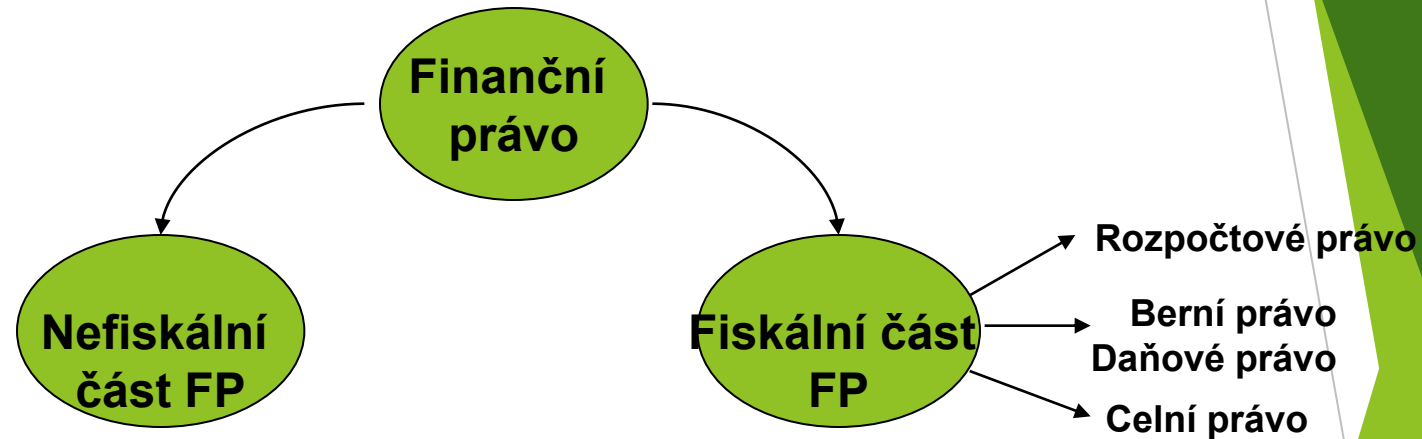 Finanční
právo
Nefiskální
část FP
Fiskální část
FP
Rozpočtové právo
Berní právo
Daňové právo
Celní právo